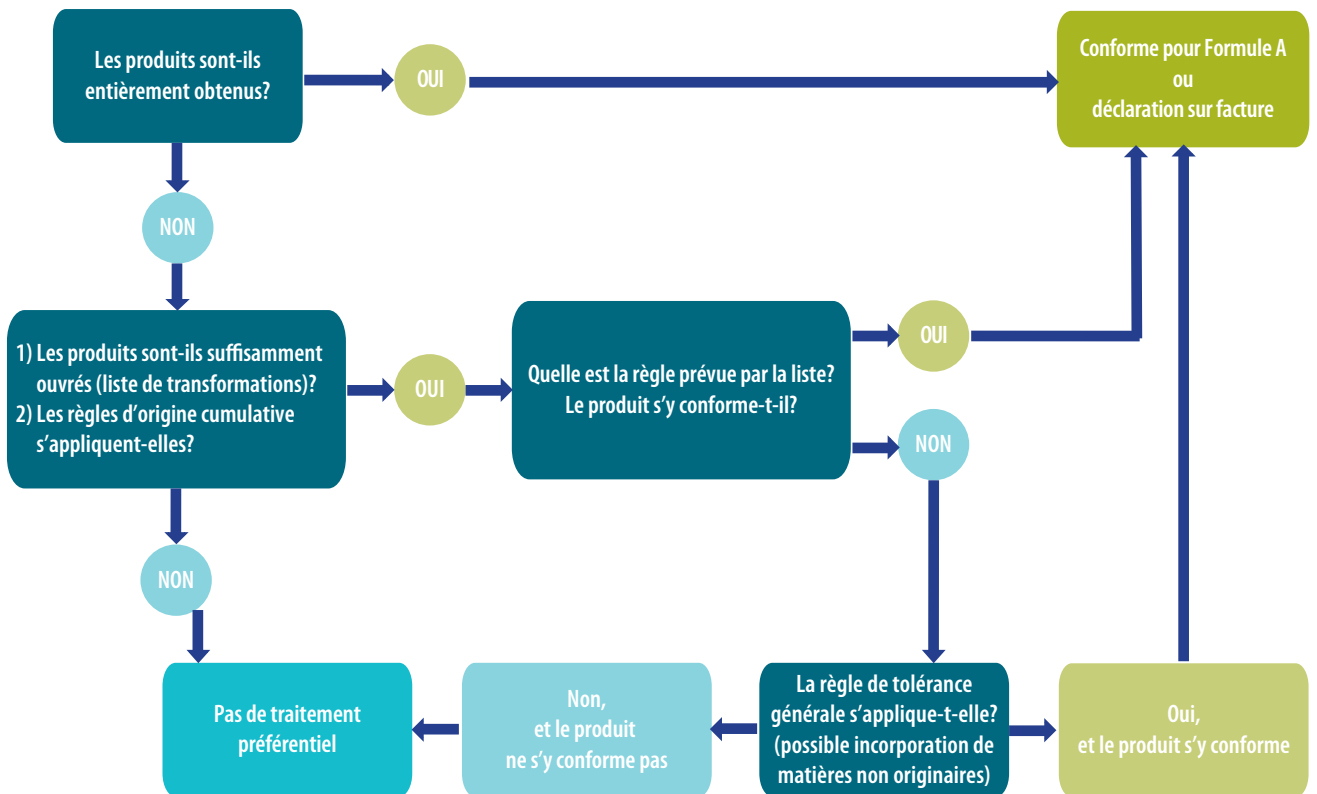 Les produits sont-ils
entièrement obtenus?
OUI
Conforme pour Formule A
ou
déclaration sur facture
NON
1) Les produits sont-ils suffisamment
ouvrés (liste de transformations)?
2) Les règles d'origine cumulative
s'appliquent-elles?
OUI
Quelle est la règle prévue par la liste?
Le produit s'y conforme-t-il?
OUI
NON
NON
Pas de traitement
préférentiel
Non,
et le produit
ne s'y conforme pas
La règle de tolérance
générale s'applique-t-elle?
(possible incorporation de
matières non originaires)
Oui,
et le produit s'y conforme